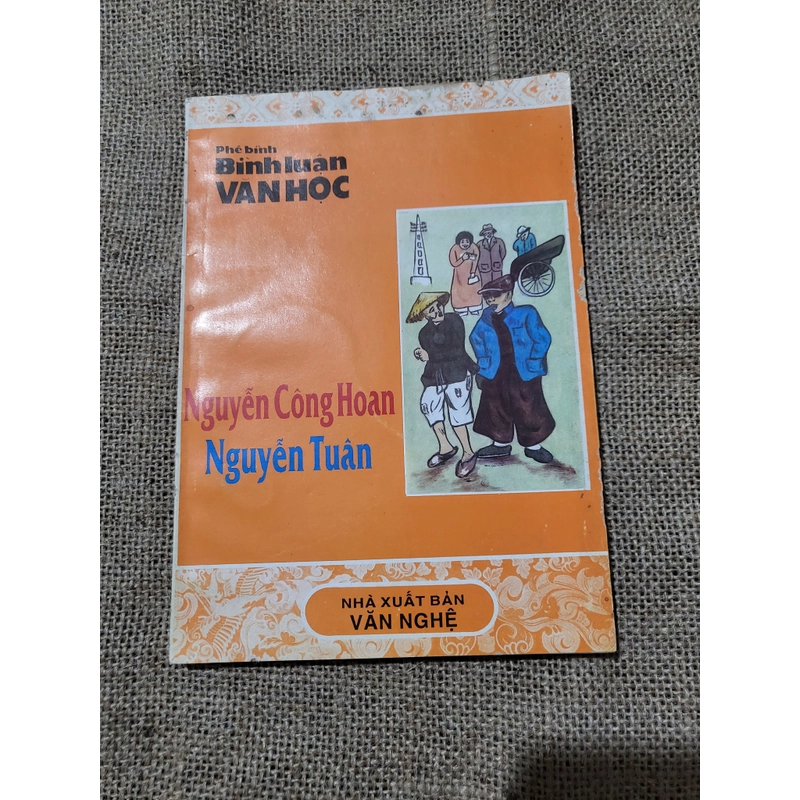 Phê bình
Bình luận
VĂN HỌC
Nguyễn Công Hoan
Nguyễn Tuân
NHÀ XUẤT BẢN
VĂN NGHỆ